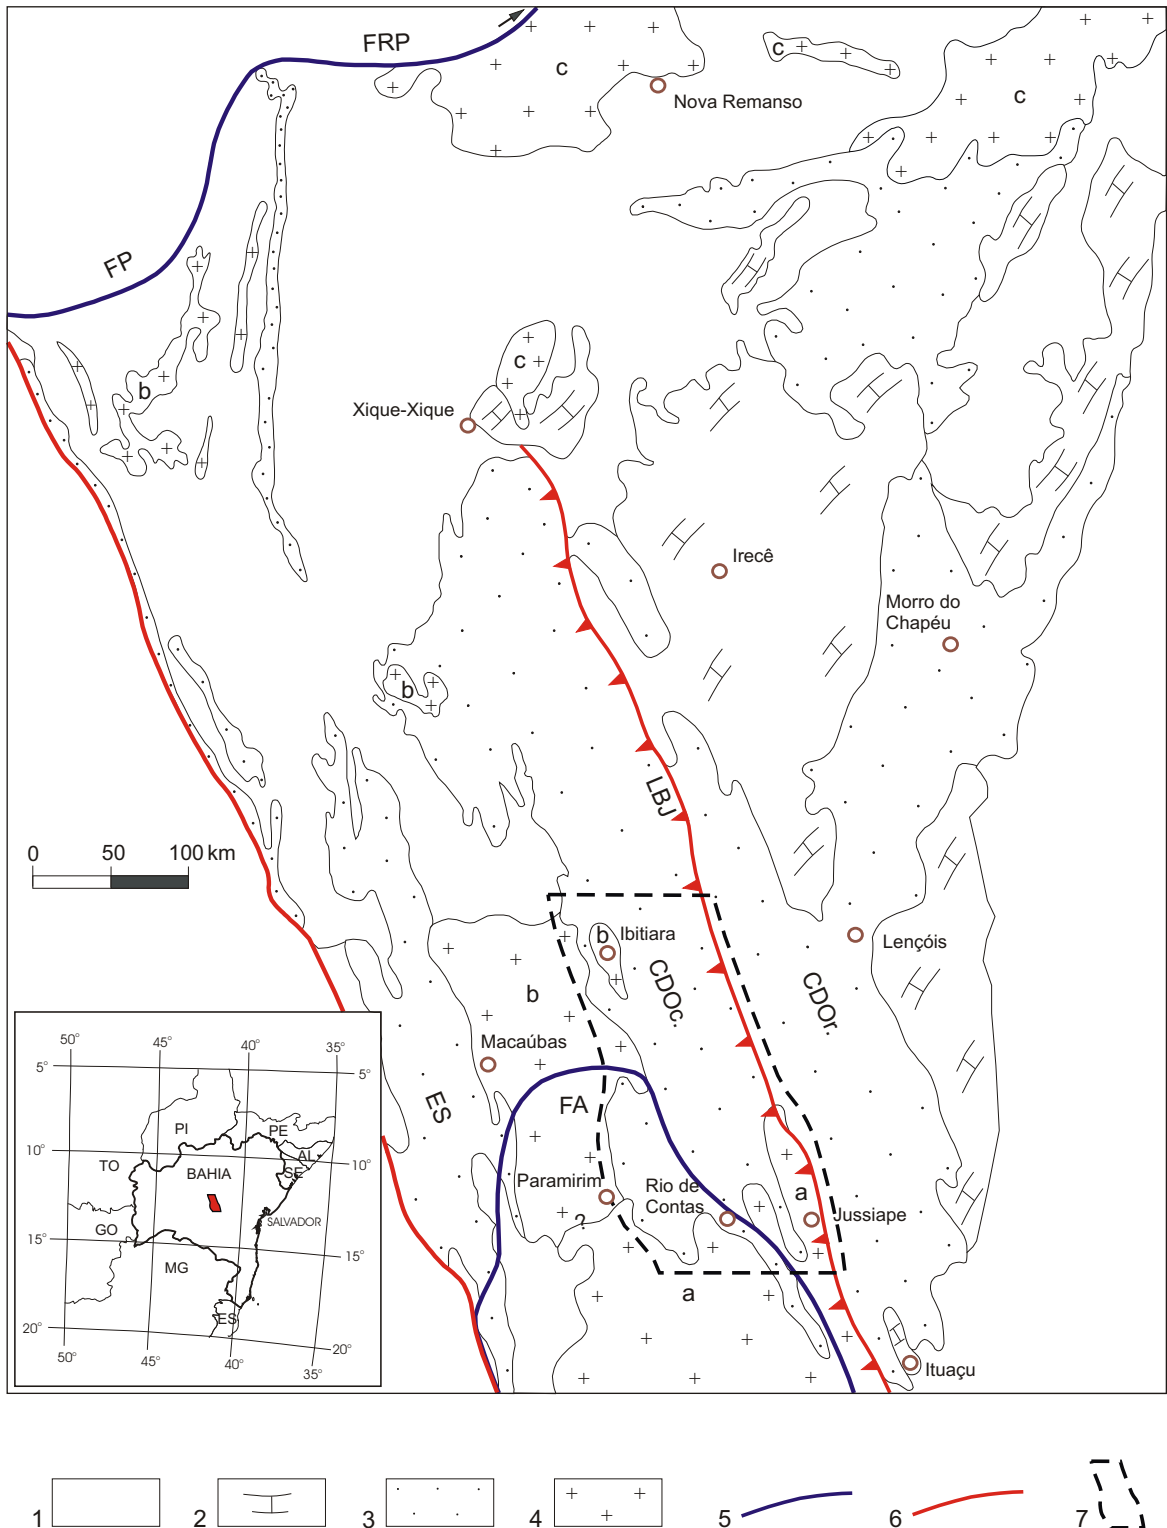 FRP
c
c
c
Nova Remanso
FP
c
b
Xique-Xique
Irecê
Morro do
Chapéu
b
LBJ
0 50 100 km
b
Ibitiara
Lençóis
CDOc.
CDOr.
b
Macaúbas
ES
FA
Paramirim
Rio de
Contas
a
Jussiape
?
a
Ituaçu
50° 45° 40° 35°
5° 5°
PI
PE
10°
AL
10°
TO
BAHIA
SE
SALVADOR
GO
15° 15°
MG
ES
20° 20°
50° 45° 40° 35°
1 2 3 4 5 6 7